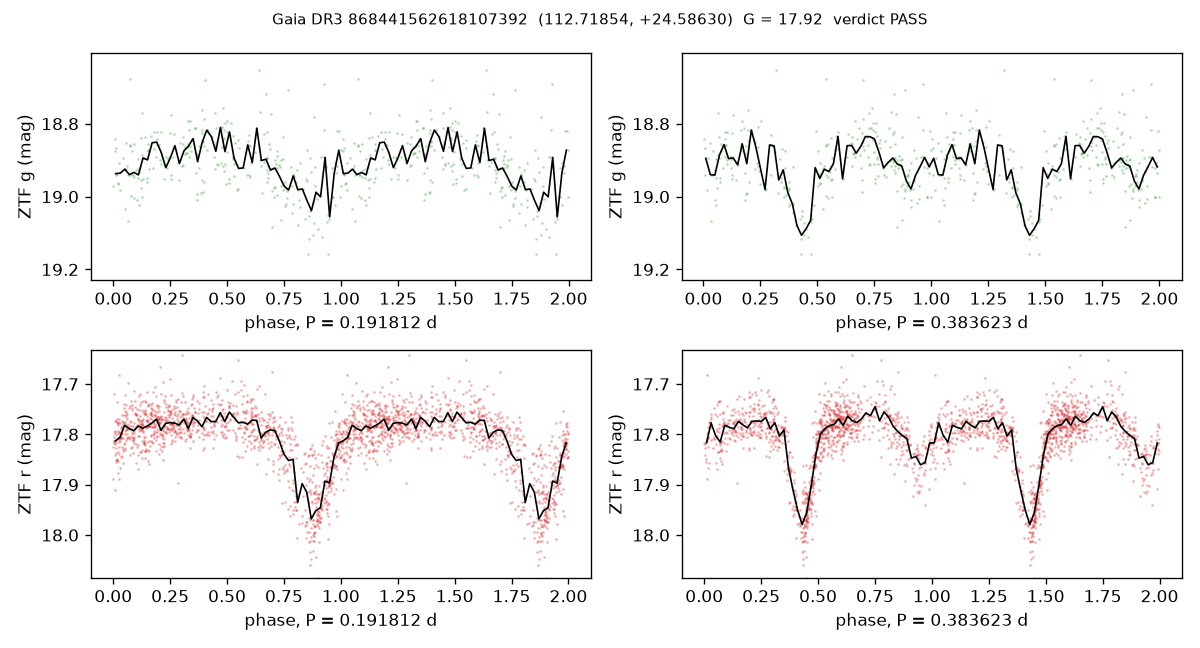 Gaia DR3 868441562618107392 (112.71854, +24.58630) G = 17.92 verdict PASS
ZTF g (mag)
18.8
19.0
19.2
0.00 0.25 0.50 0.75 1.00 1.25 1.50 1.75 2.00
phase, P = 0.191812 d
ZTF g (mag)
18.8
19.0
19.2
0.00 0.25 0.50 0.75 1.00 1.25 1.50 1.75 2.00
phase, P = 0.383623 d
ZTF r (mag)
17.7
17.8
17.9
18.0
0.00 0.25 0.50 0.75 1.00 1.25 1.50 1.75 2.00
phase, P = 0.191812 d
ZTF r (mag)
17.7
17.8
17.9
18.0
0.00 0.25 0.50 0.75 1.00 1.25 1.50 1.75 2.00
phase, P = 0.383623 d